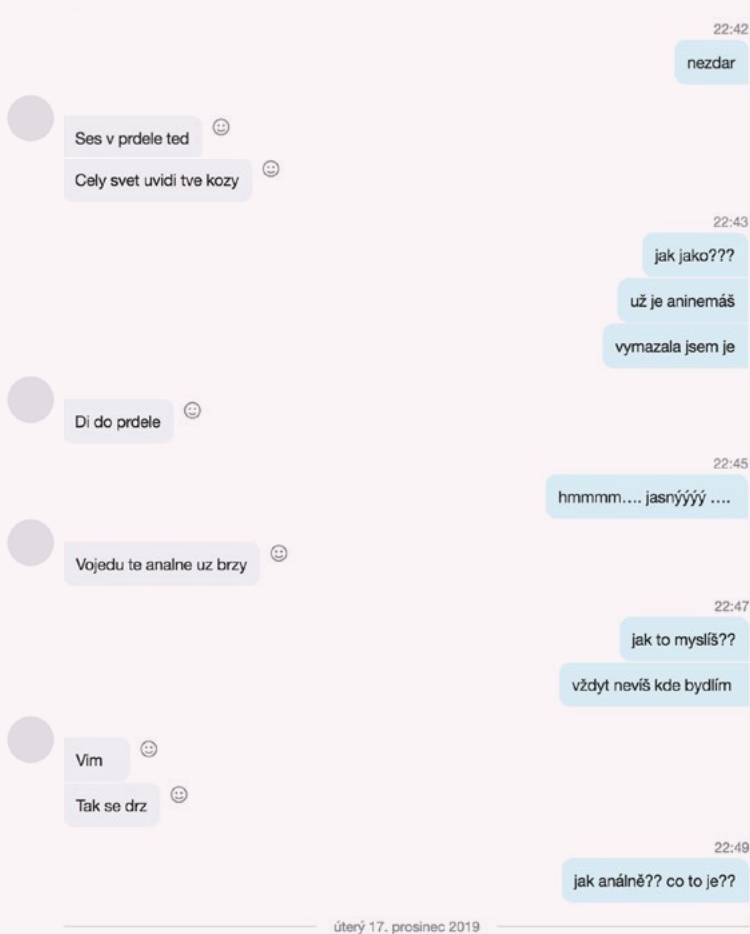 22:42
nezdar
Ses v prdele ted
Cely svet uvidi tve kozy
22:43
jak jako???
už je aninemáš
vymazala jsem je
Di do prdele
22:45
hmmmm.... jasnýýýý ....
Vojedu te analne uz brzy
22:47
jak to myslíš??
vždyt nevíš kde bydlím
Vim
Tak se drz
22:49
jak análně?? co to je??
úterý 17. prosinec 2019